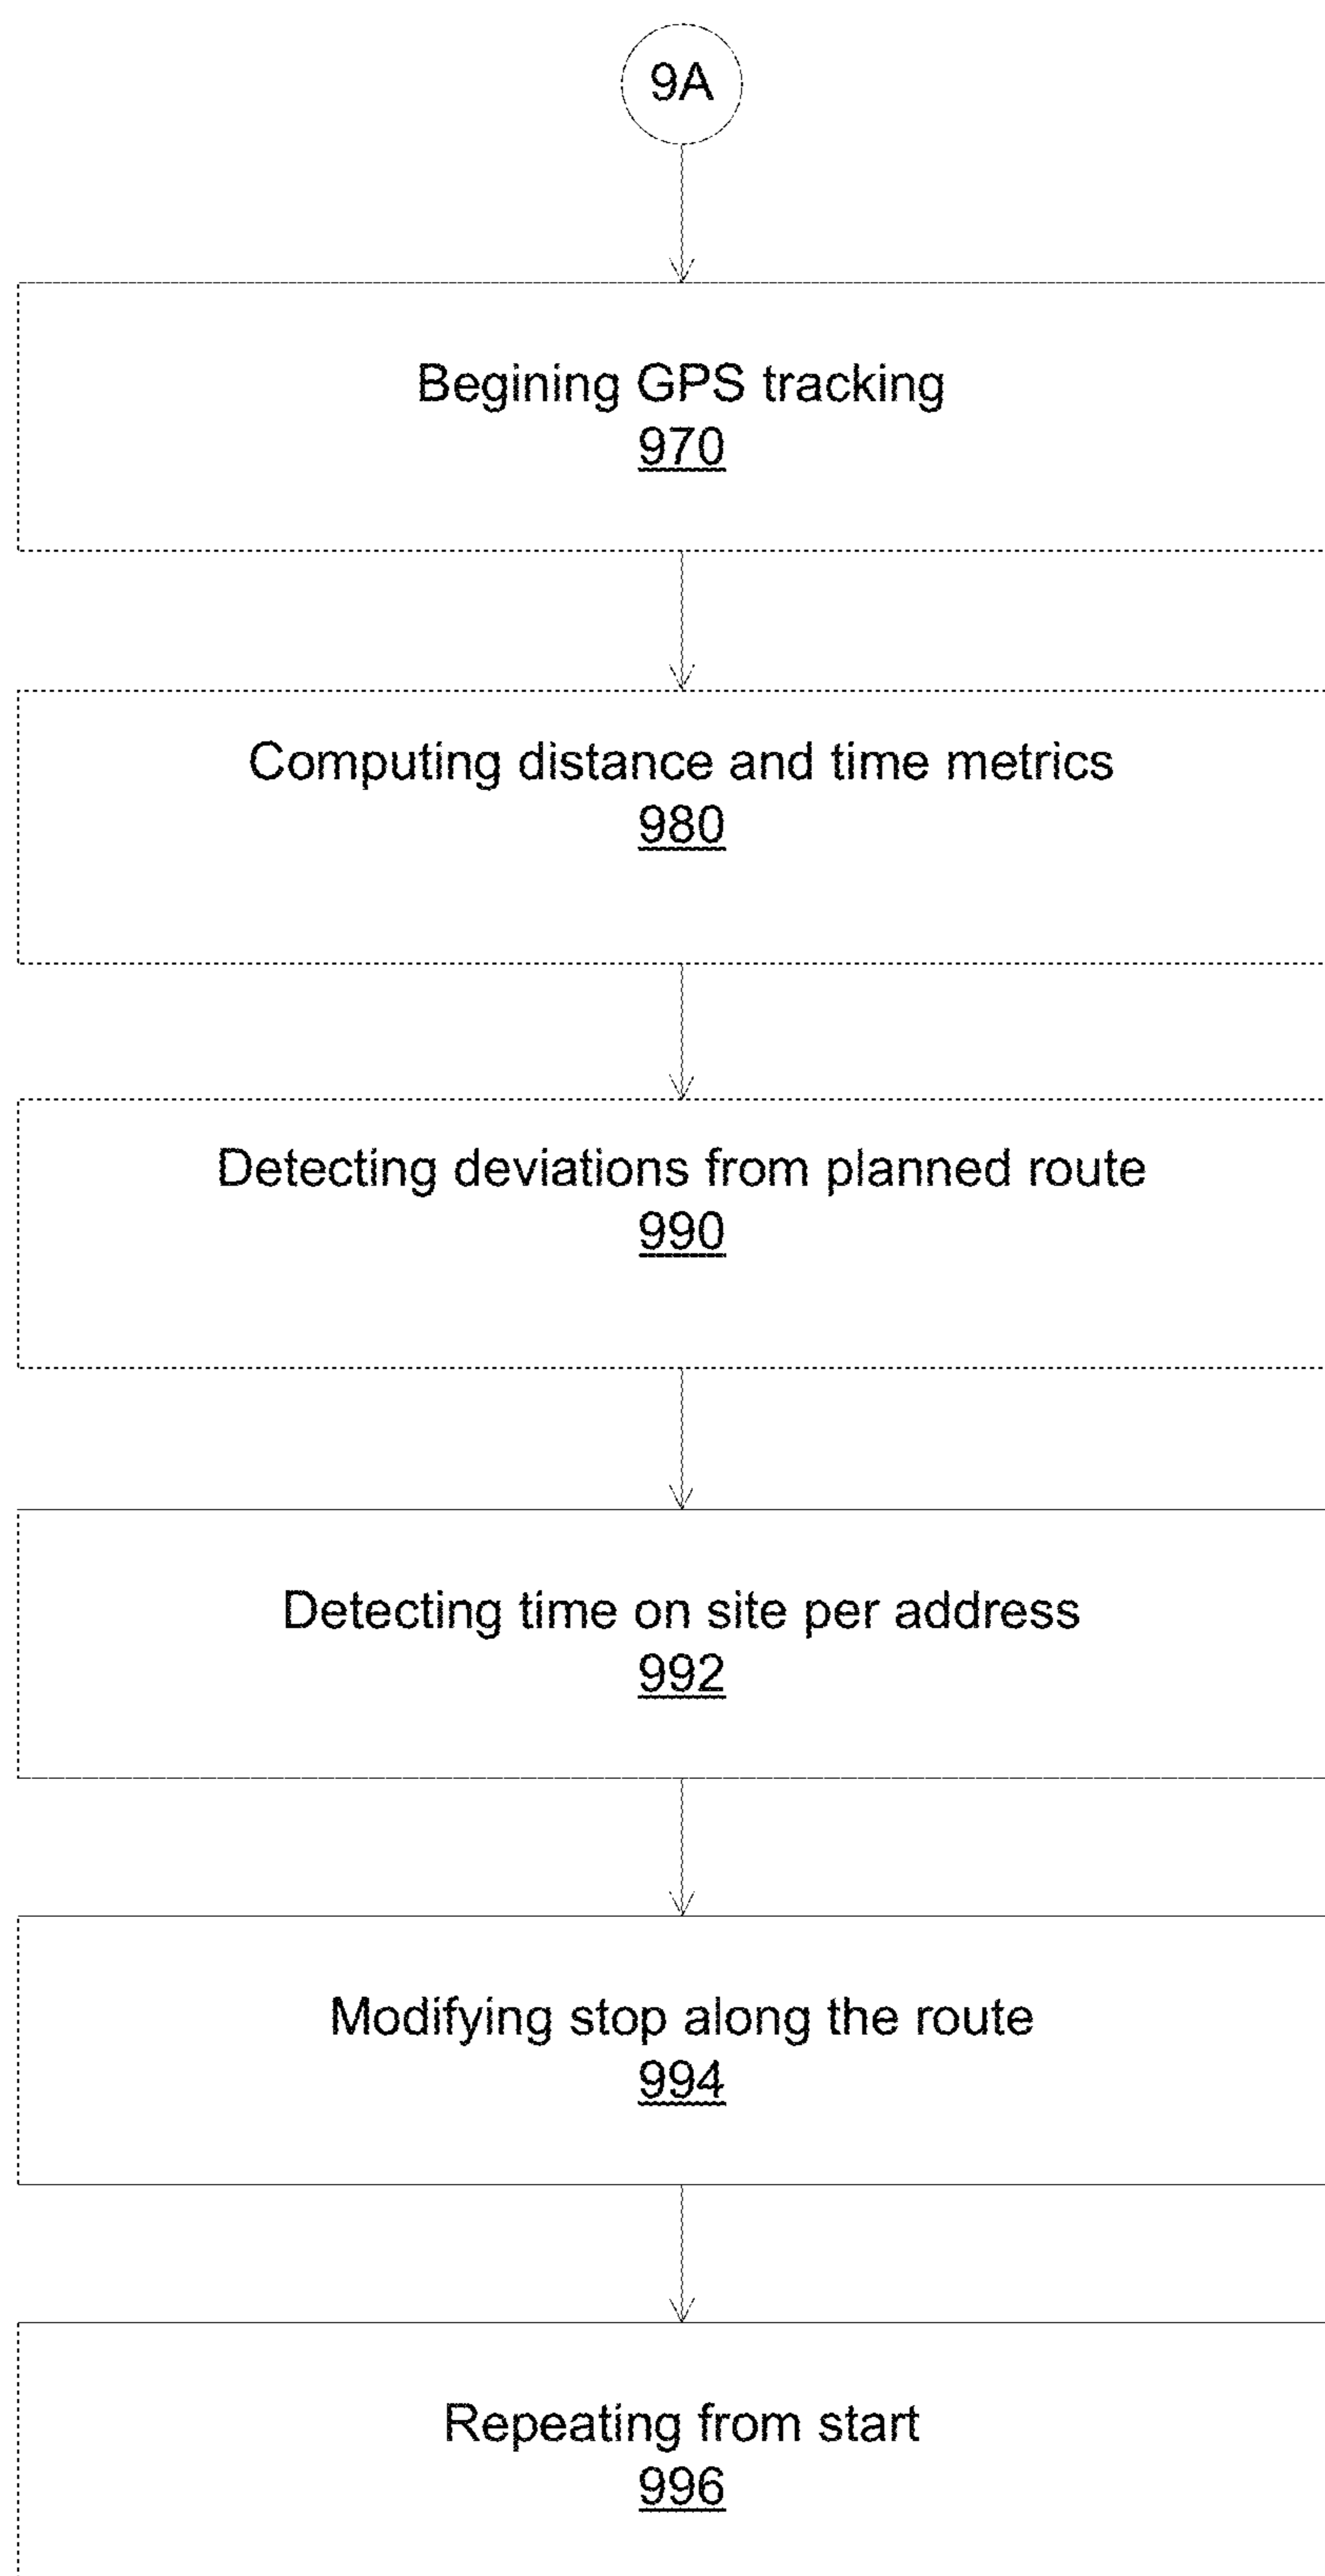 9A
Begining GPS tracking
970
Computing distance and time metrics
980
Detecting deviations from planned route
990
Detecting time on site per address
992
Modifying stop along the route
994
Repeating from start
996